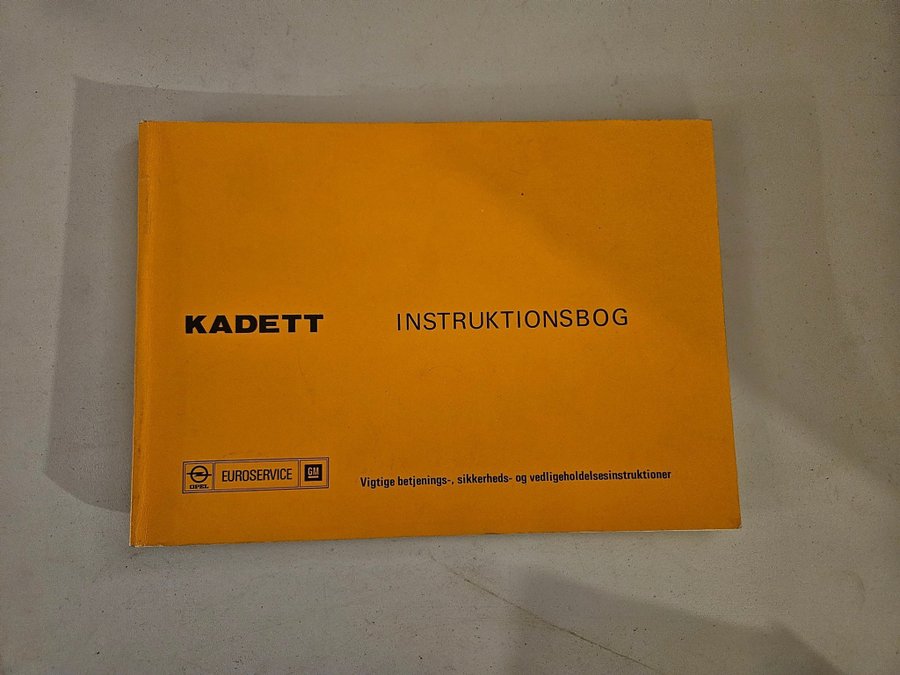 KADETT INSTRUKTIONSBOG
OPEL EUROSERVICE GM
Vigtige betjenings-, sikkerheds- og vedligeholdelsesinstruktioner